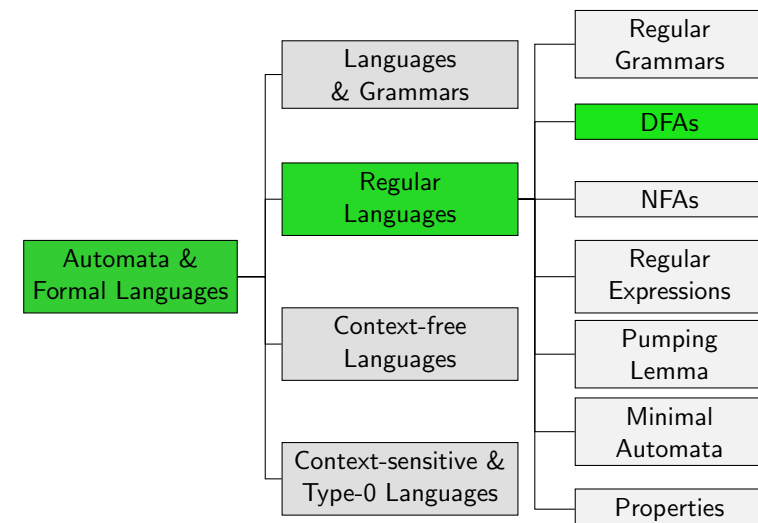 Automata &
Formal Languages
Languages
& Grammars
Regular
Languages
Context-free
Languages
Context-sensitive &
Type-0 Languages
Regular
Grammars
DFAs
NFAs
Regular
Expressions
Pumping
Lemma
Minimal
Automata
Properties